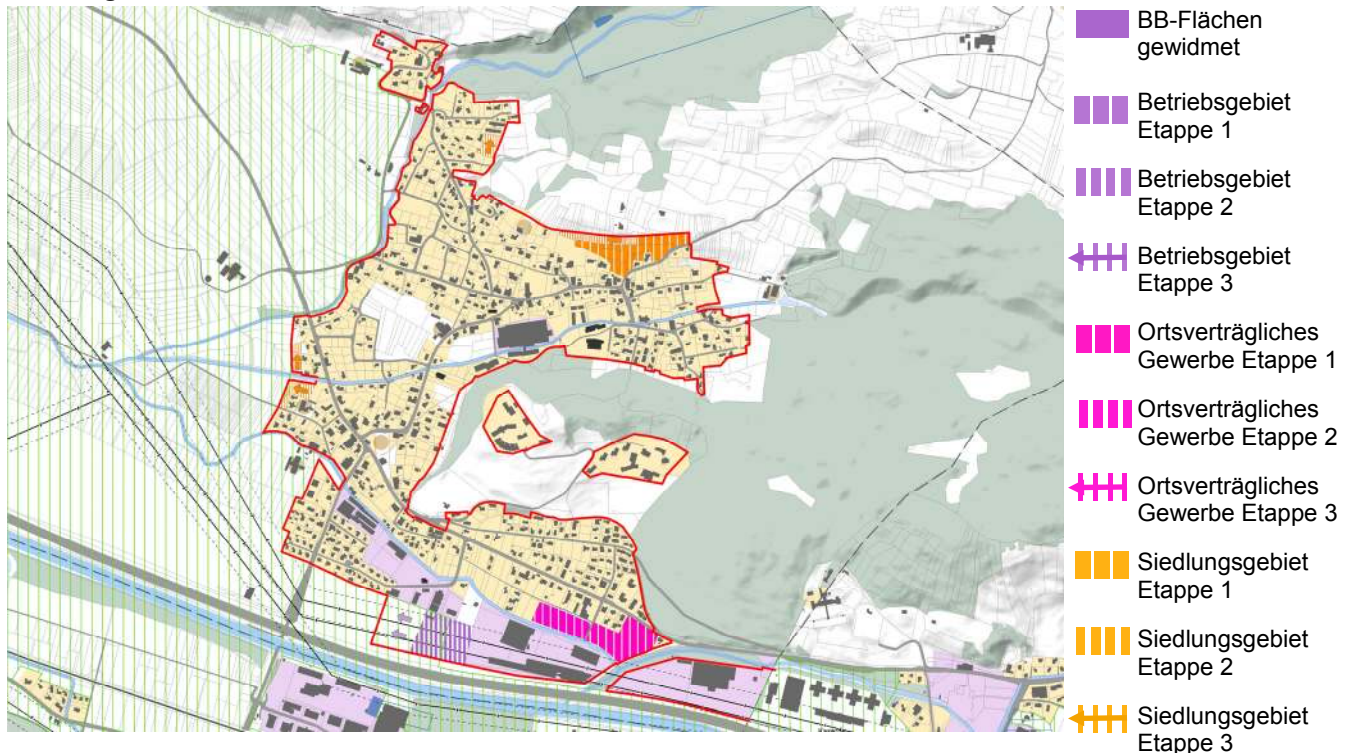 BB-Flächen
gewidmet
Betriebsgebiet
Etappe 1
Betriebsgebiet
Etappe 2
Betriebsgebiet
Etappe 3
Ortsverträgliches
Gewerbe Etappe 1
Ortsverträgliches
Gewerbe Etappe 2
Ortsverträgliches
Gewerbe Etappe 3
Siedlungsgebiet
Etappe 1
Siedlungsgebiet
Etappe 2
Siedlungsgebiet
Etappe 3